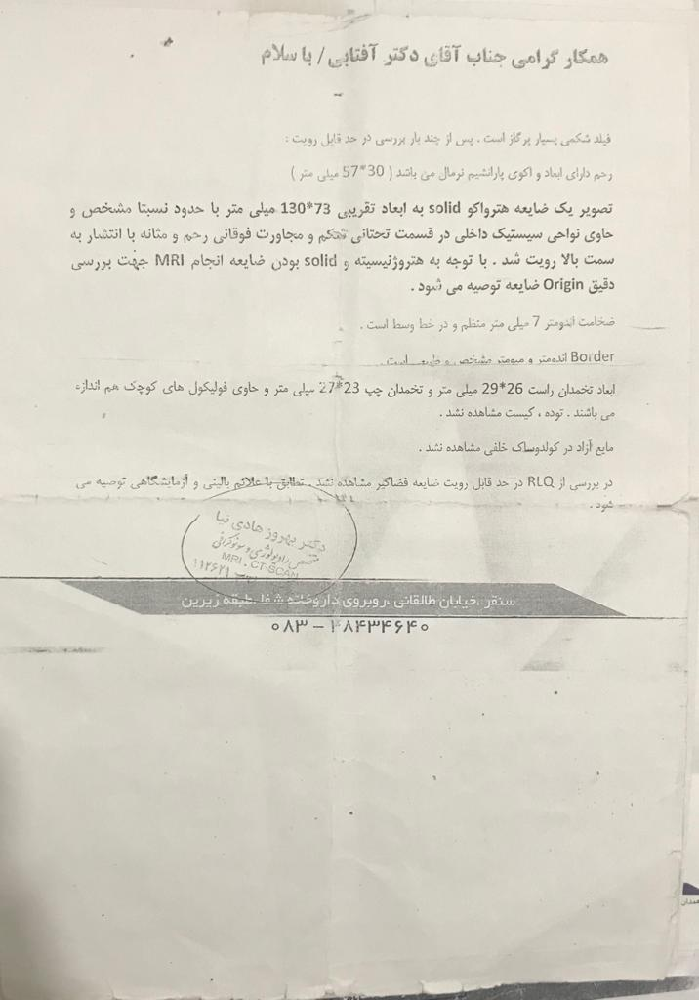 همکار گرامی جناب آقای دکتر آفتابی / با سلام
فیلد شکمی بسیار پرگاز است . پس از چند بار بررسی در حد قابل رویت :
رحم دارای ابعاد و اکوی پارانشیم نرمال می باشد ( 30*57 میلی متر )
تصویر یک ضایعه هترواکو solid به ابعاد تقریبی 73*130 میلی متر با حدود نسبتا مشخص و
حاوی نواحی سیستیک داخلی در قسمت تحتانی شکم و مجاورت فوقانی رحم و مثانه با انتشار به
سمت بالا رویت شد . با توجه به هتروژنیسیته و solid بودن ضایعه انجام MRI جهت بررسی
دقیق Origin ضایعه توصیه می شود .
ضخامت اندومتر 7 میلی متر منظم و در خط وسط است .
Border اندومتر و میومتر مشخص و طبیعی است .
ابعاد تخمدان راست 26*29 میلی متر و تخمدان چپ 23*27 میلی متر و حاوی فولیکول های کوچک هم اندازه
می باشند . توده ، کیست مشاهده نشد .
مایع آزاد در کولدوساک خلفی مشاهده نشد .
در بررسی از RLQ در حد قابل رویت ضایعه فضاگیر مشاهده نشد . تطابق با علائم بالینی و آزمایشگاهی توصیه می
شود .
دکتر بهروز هادی نیا
متخصص رادیولوژی و سونوگرافی
MRI . CT-SCAN
۱۱۲۶۲۱
سنقر ،خیابان طالقانی ،روبروی داروخانه شفا ،طبقه زیرین
۰۸۳ – ۴۸۴۳۴۶۴۰
همدان